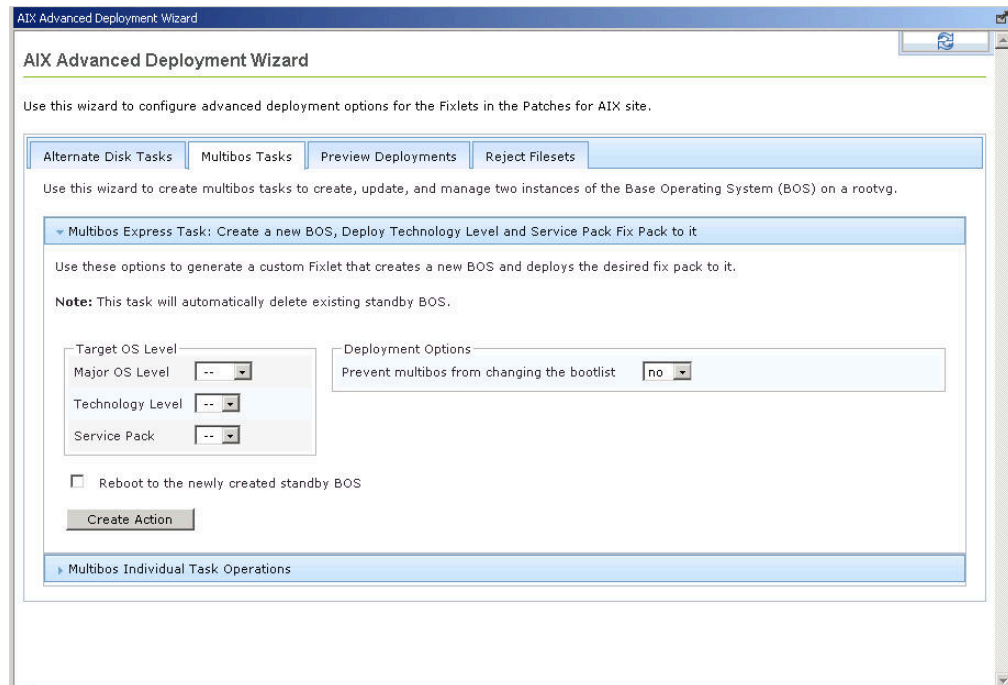 AIX Advanced Deployment Wizard
AIX Advanced Deployment Wizard
Use this wizard to configure advanced deployment options for the Fixlets in the Patches for AIX site.
Alternate Disk Tasks
Multibos Tasks
Preview Deployments
Reject Filesets
Use this wizard to create multibos tasks to create, update, and manage two instances of the Base Operating System (BOS) on a rootvg.
Multibos Express Task: Create a new BOS, Deploy Technology Level and Service Pack Fix Pack to it
Use these options to generate a custom Fixlet that creates a new BOS and deploys the desired fix pack to it.
Note: This task will automatically delete existing standby BOS.
Target OS Level
Major OS Level --
Technology Level --
Service Pack --
Deployment Options
Prevent multibos from changing the bootlist no
Reboot to the newly created standby BOS
Create Action
Multibos Individual Task Operations